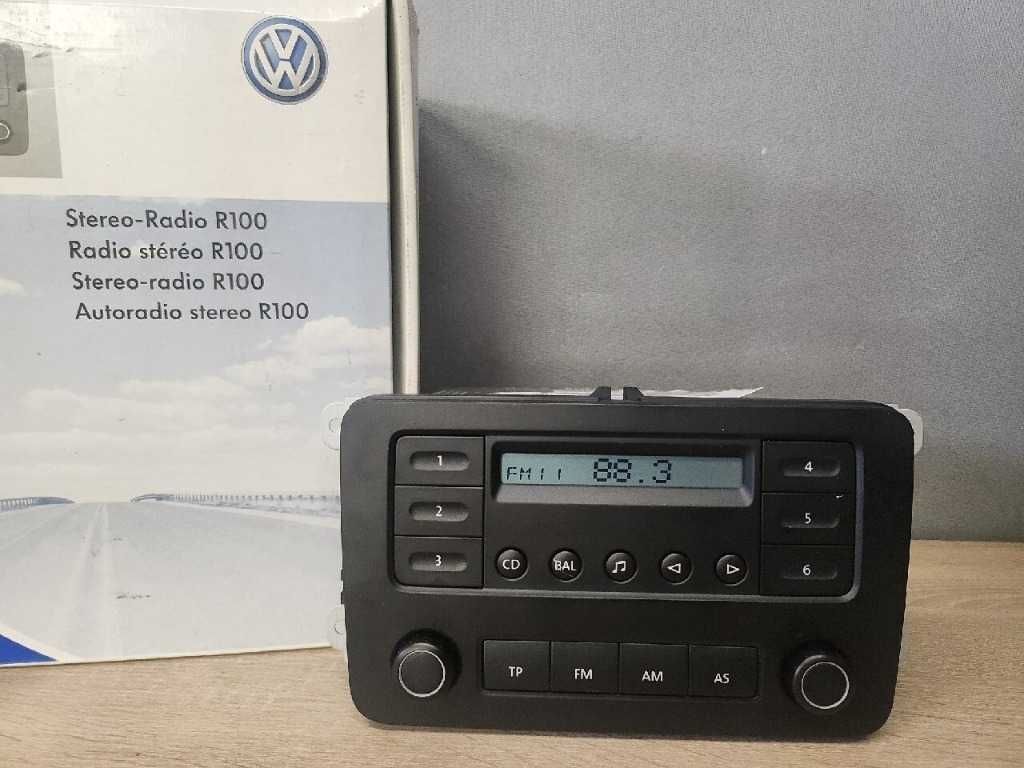 VW
Stereo-Radio R100
Radio stéréo R100
Stereo-radio R100
Autoradio stereo R100
1
FM11 88.3
4
2
5
3
CD BAL
6
TP FM AM AS